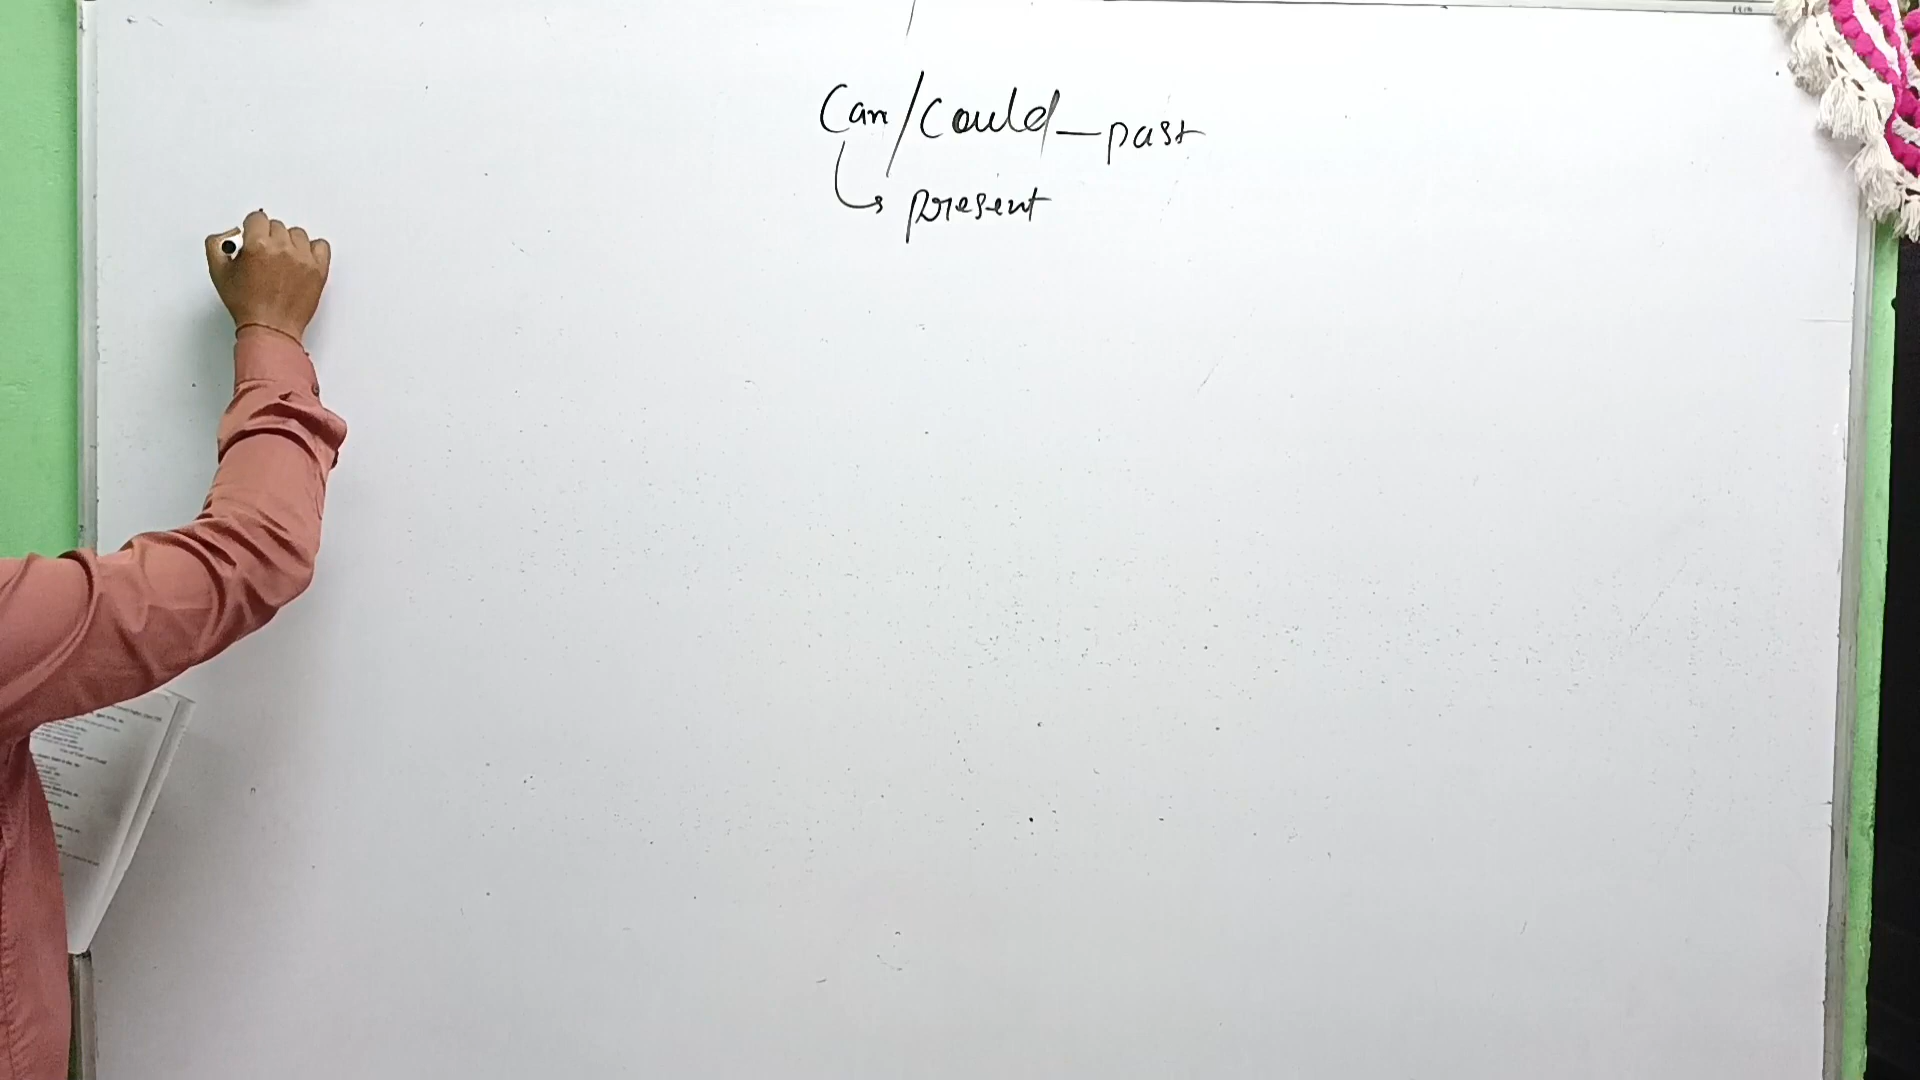 Can/Could – past
↳ present